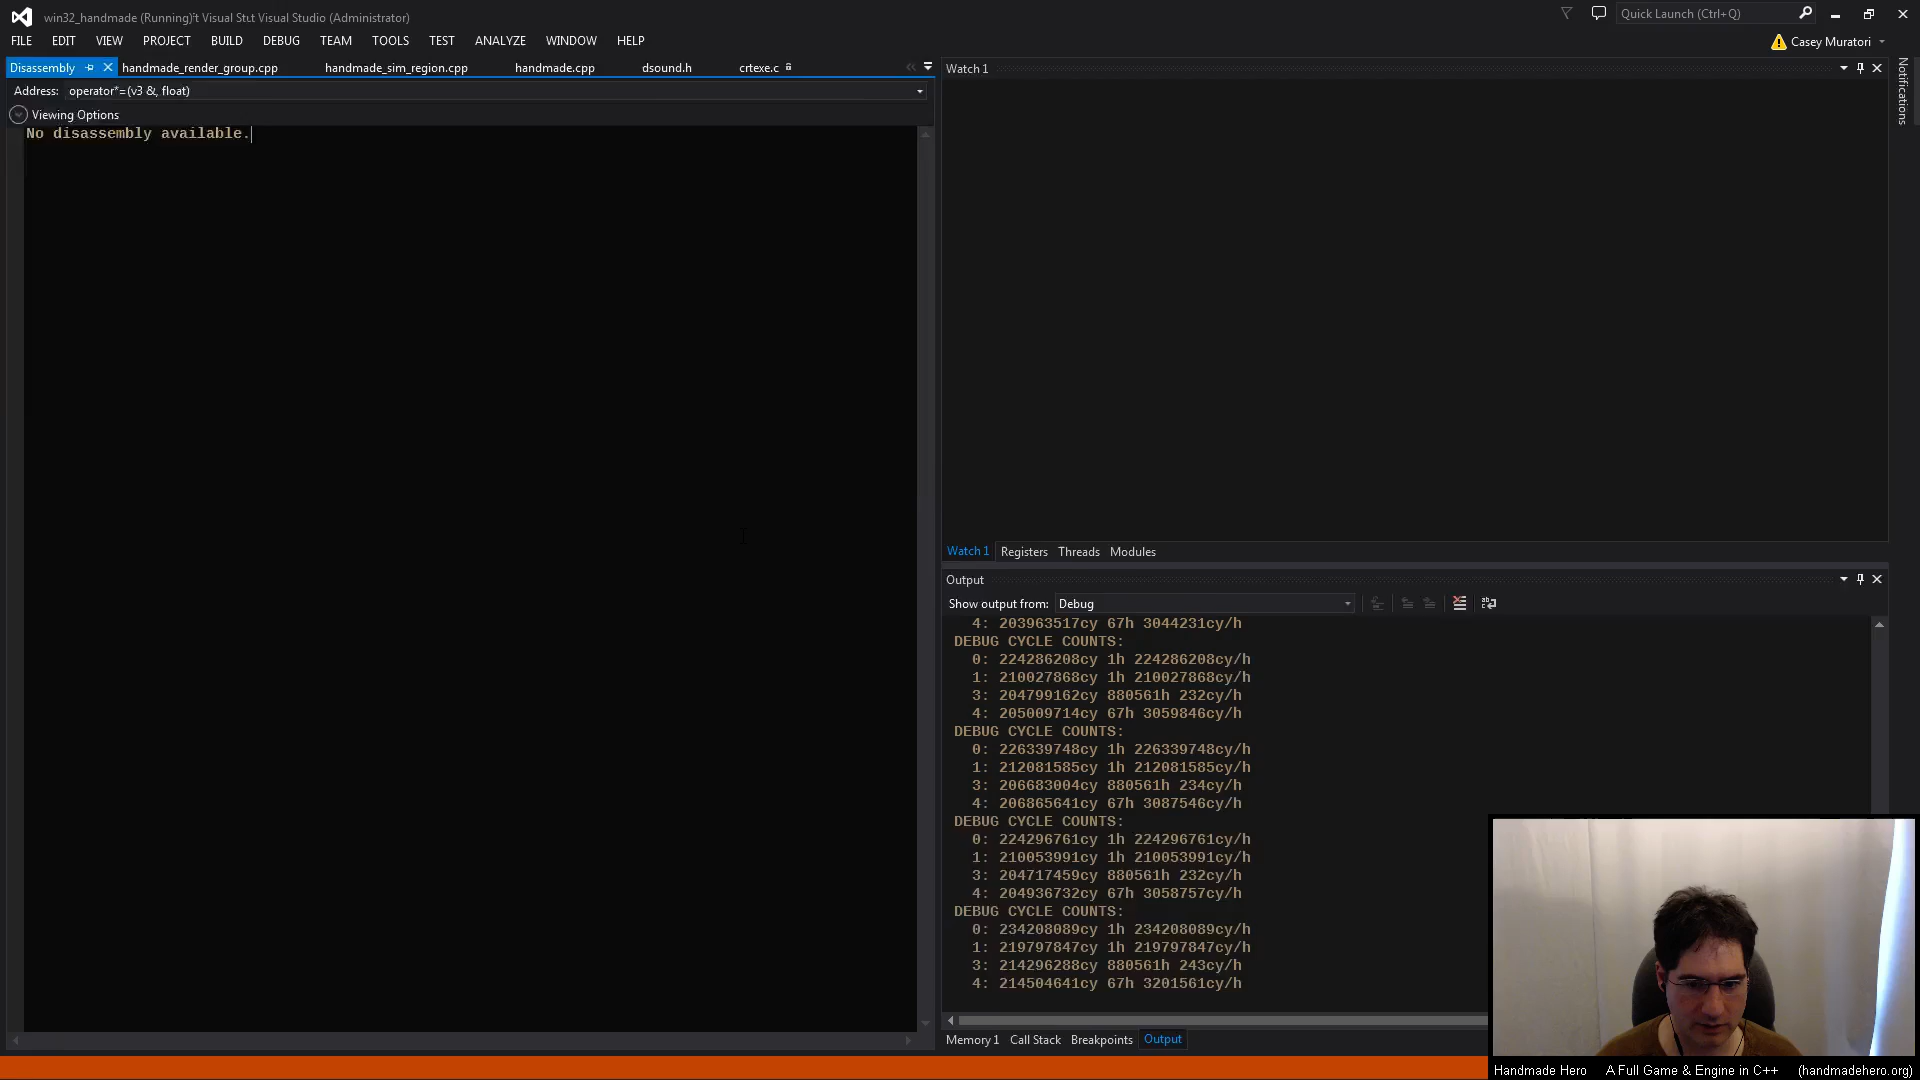 win32_handmade (Running)ft Visual Stut Visual Studio (Administrator)
Quick Launch (Ctrl+Q)
FILE EDIT VIEW PROJECT BUILD DEBUG TEAM TOOLS TEST ANALYZE WINDOW HELP
Casey Muratori
Disassembly handmade_render_group.cpp handmade_sim_region.cpp handmade.cpp dsound.h crtexe.c
Address: operator*=(v3 &, float)
Viewing Options
No disassembly available.
Watch 1
Notifications
Watch 1 Registers Threads Modules
Output
Show output from: Debug
4: 203963517cy 67h 3044231cy/h
DEBUG CYCLE COUNTS:
0: 224286208cy 1h 224286208cy/h
1: 210027868cy 1h 210027868cy/h
3: 204799162cy 880561h 232cy/h
4: 205009714cy 67h 3059846cy/h
DEBUG CYCLE COUNTS:
0: 226339748cy 1h 226339748cy/h
1: 212081585cy 1h 212081585cy/h
3: 206683004cy 880561h 234cy/h
4: 206865641cy 67h 3087546cy/h
DEBUG CYCLE COUNTS:
0: 224296761cy 1h 224296761cy/h
1: 210053991cy 1h 210053991cy/h
3: 204717459cy 880561h 232cy/h
4: 204936732cy 67h 3058757cy/h
DEBUG CYCLE COUNTS:
0: 234208089cy 1h 234208089cy/h
1: 219797847cy 1h 219797847cy/h
3: 214296288cy 880561h 243cy/h
4: 214504641cy 67h 3201561cy/h
Memory 1 Call Stack Breakpoints Output
Handmade Hero A Full Game & Engine in C++ (handmadehero.org)